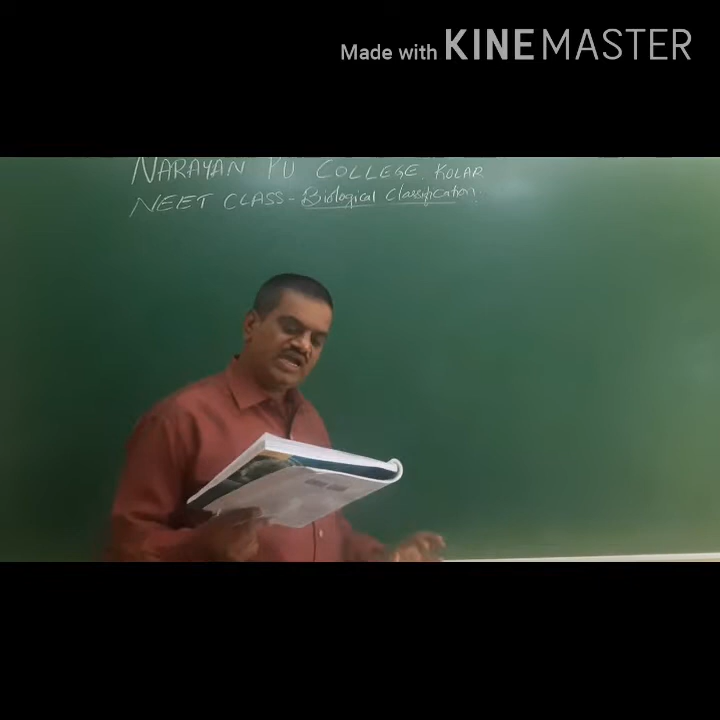 Made with KINEMASTER
NARAYAN PU COLLEGE. KOLAR
NEET CLASS - Biological Classification.